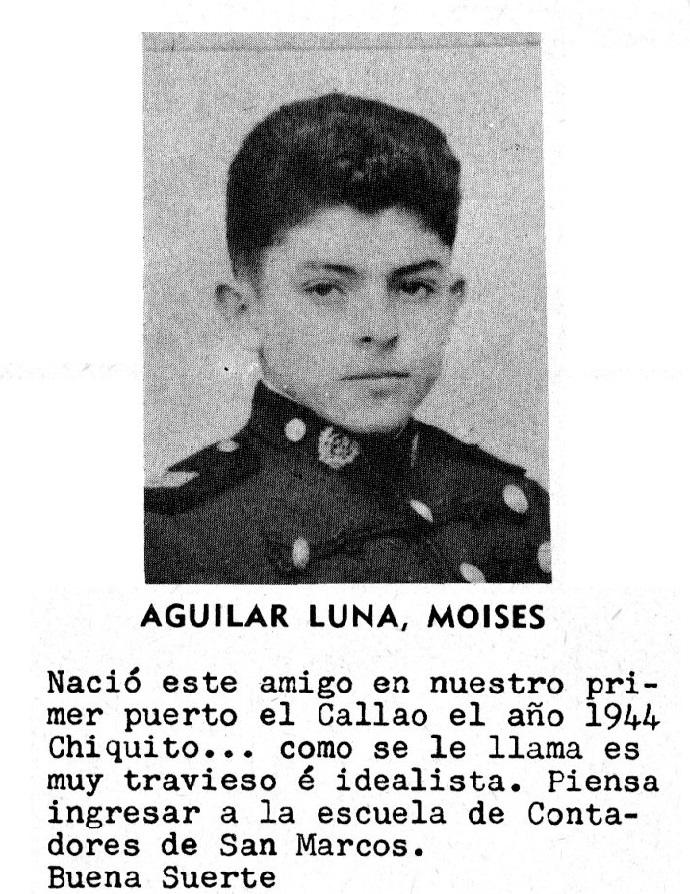 AGUILAR LUNA, MOISES
Nació este amigo en nuestro pri-
mer puerto el Callao el año 1944
Chiquito... como se le llama es
muy travieso é idealista. Piensa
ingresar a la escuela de Conta-
dores de San Marcos.
Buena Suerte